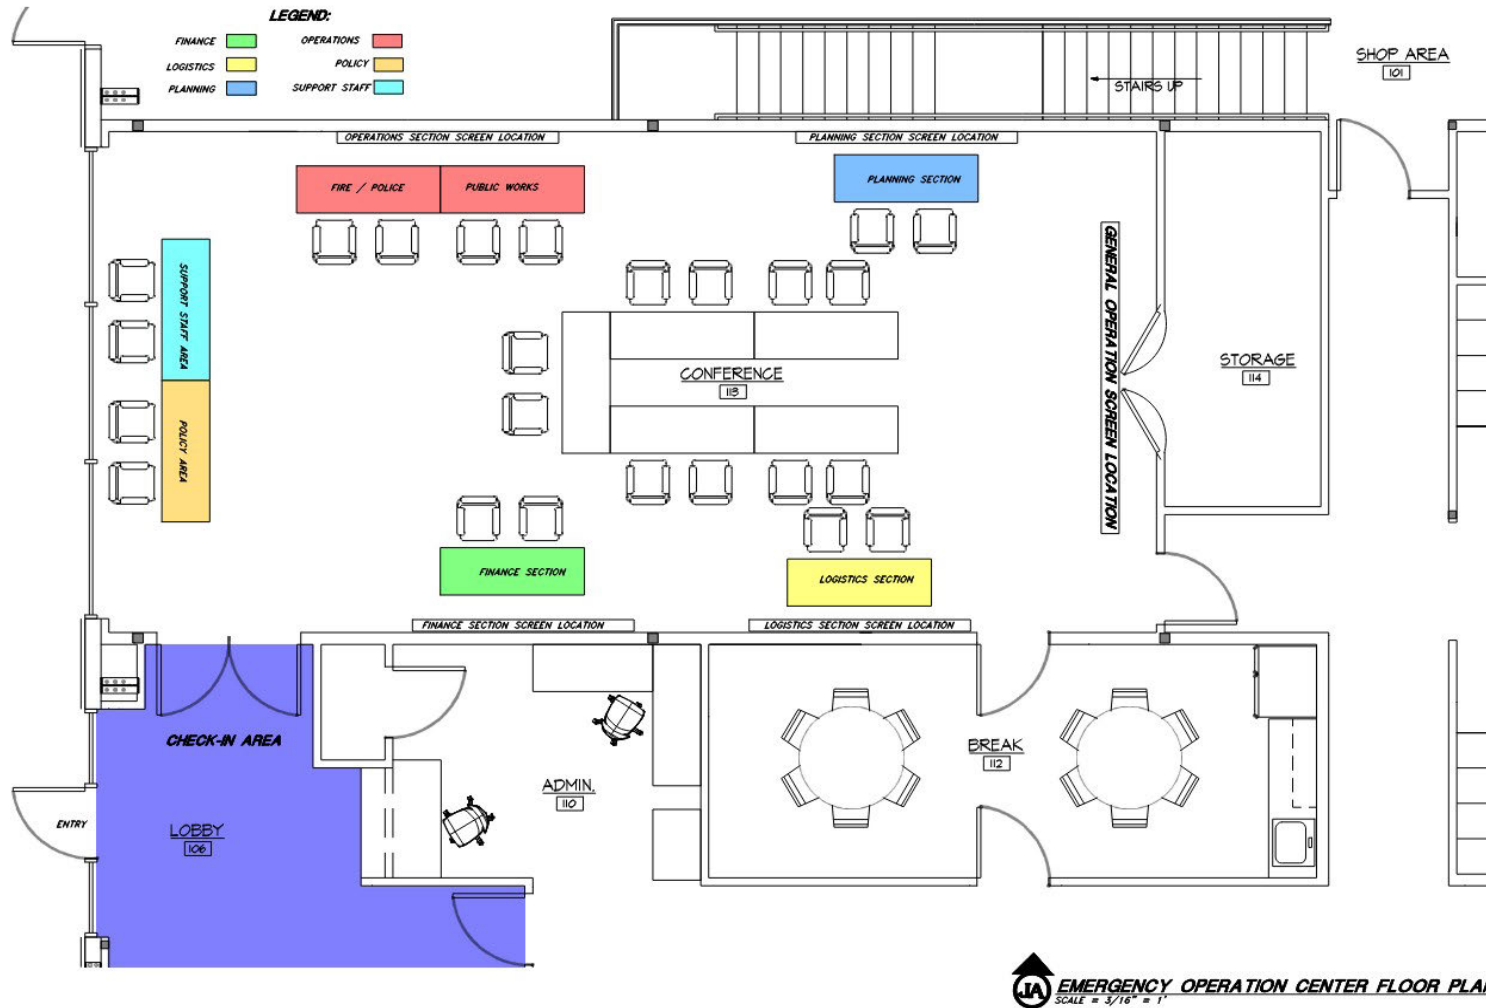 LEGEND:
FINANCE
OPERATIONS
LOGISTICS
POLICY
PLANNING
SUPPORT STAFF
SHOP AREA
101
STAIRS UP
OPERATIONS SECTION SCREEN LOCATION
PLANNING SECTION SCREEN LOCATION
FIRE / POLICE
PUBLIC WORKS
PLANNING SECTION
SUPPORT STAFF AREA
GENERAL OPERATION SCREEN LOCATION
CONFERENCE
113
STORAGE
114
POLICY AREA
FINANCE SECTION
LOGISTICS SECTION
FINANCE SECTION SCREEN LOCATION
LOGISTICS SECTION SCREEN LOCATION
CHECK-IN AREA
BREAK
112
ADMIN.
110
ENTRY
LOBBY
106
JA
EMERGENCY OPERATION CENTER FLOOR PLAN
SCALE = 3/16" = 1'